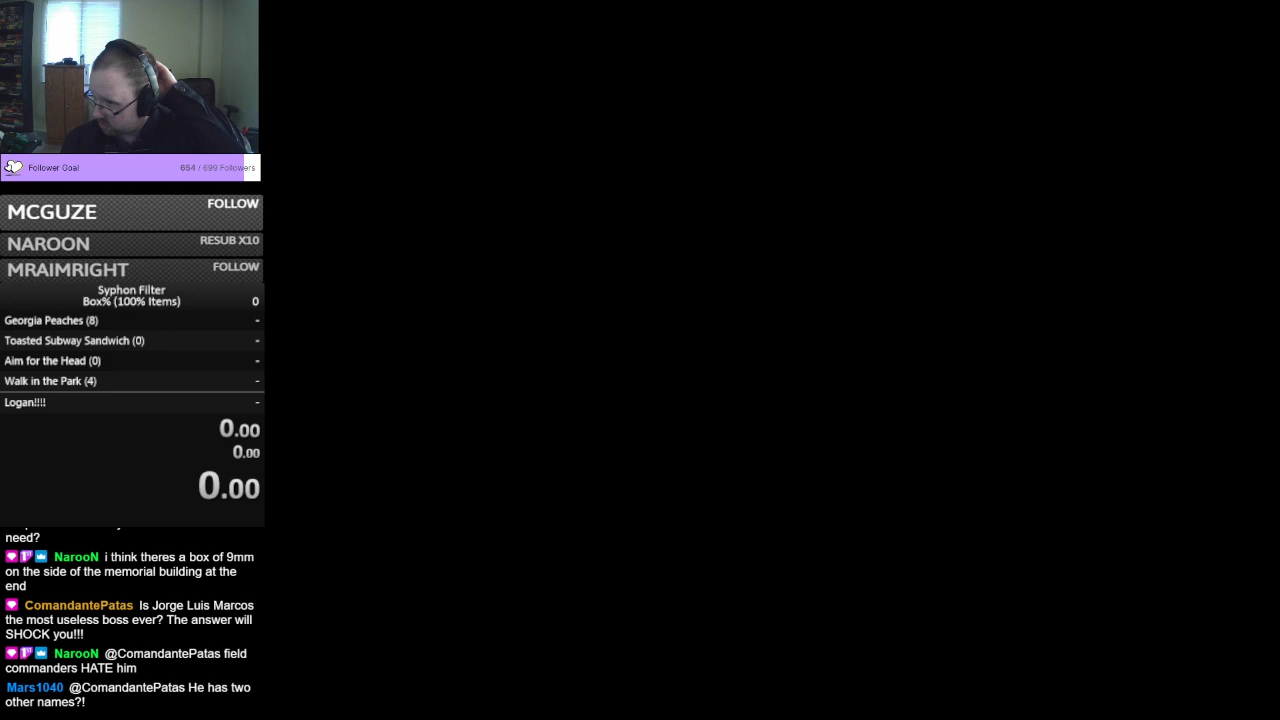 Follower Goal 654 / 699 Followers
MCGUZE FOLLOW
NAROON RESUB X10
MRAIMRIGHT FOLLOW
Syphon Filter
Box% (100% Items) 0
Georgia Peaches (8) -
Toasted Subway Sandwich (0) -
Aim for the Head (0) -
Walk in the Park (4) -
Logan!!!! -
0.00
0.00
0.00
need?
NarooN i think theres a box of 9mm
on the side of the memorial building at the
end
ComandantePatas Is Jorge Luis Marcos
the most useless boss ever? The answer will
SHOCK you!!!
NarooN @ComandantePatas field
commanders HATE him
Mars1040 @ComandantePatas He has two
other names?!